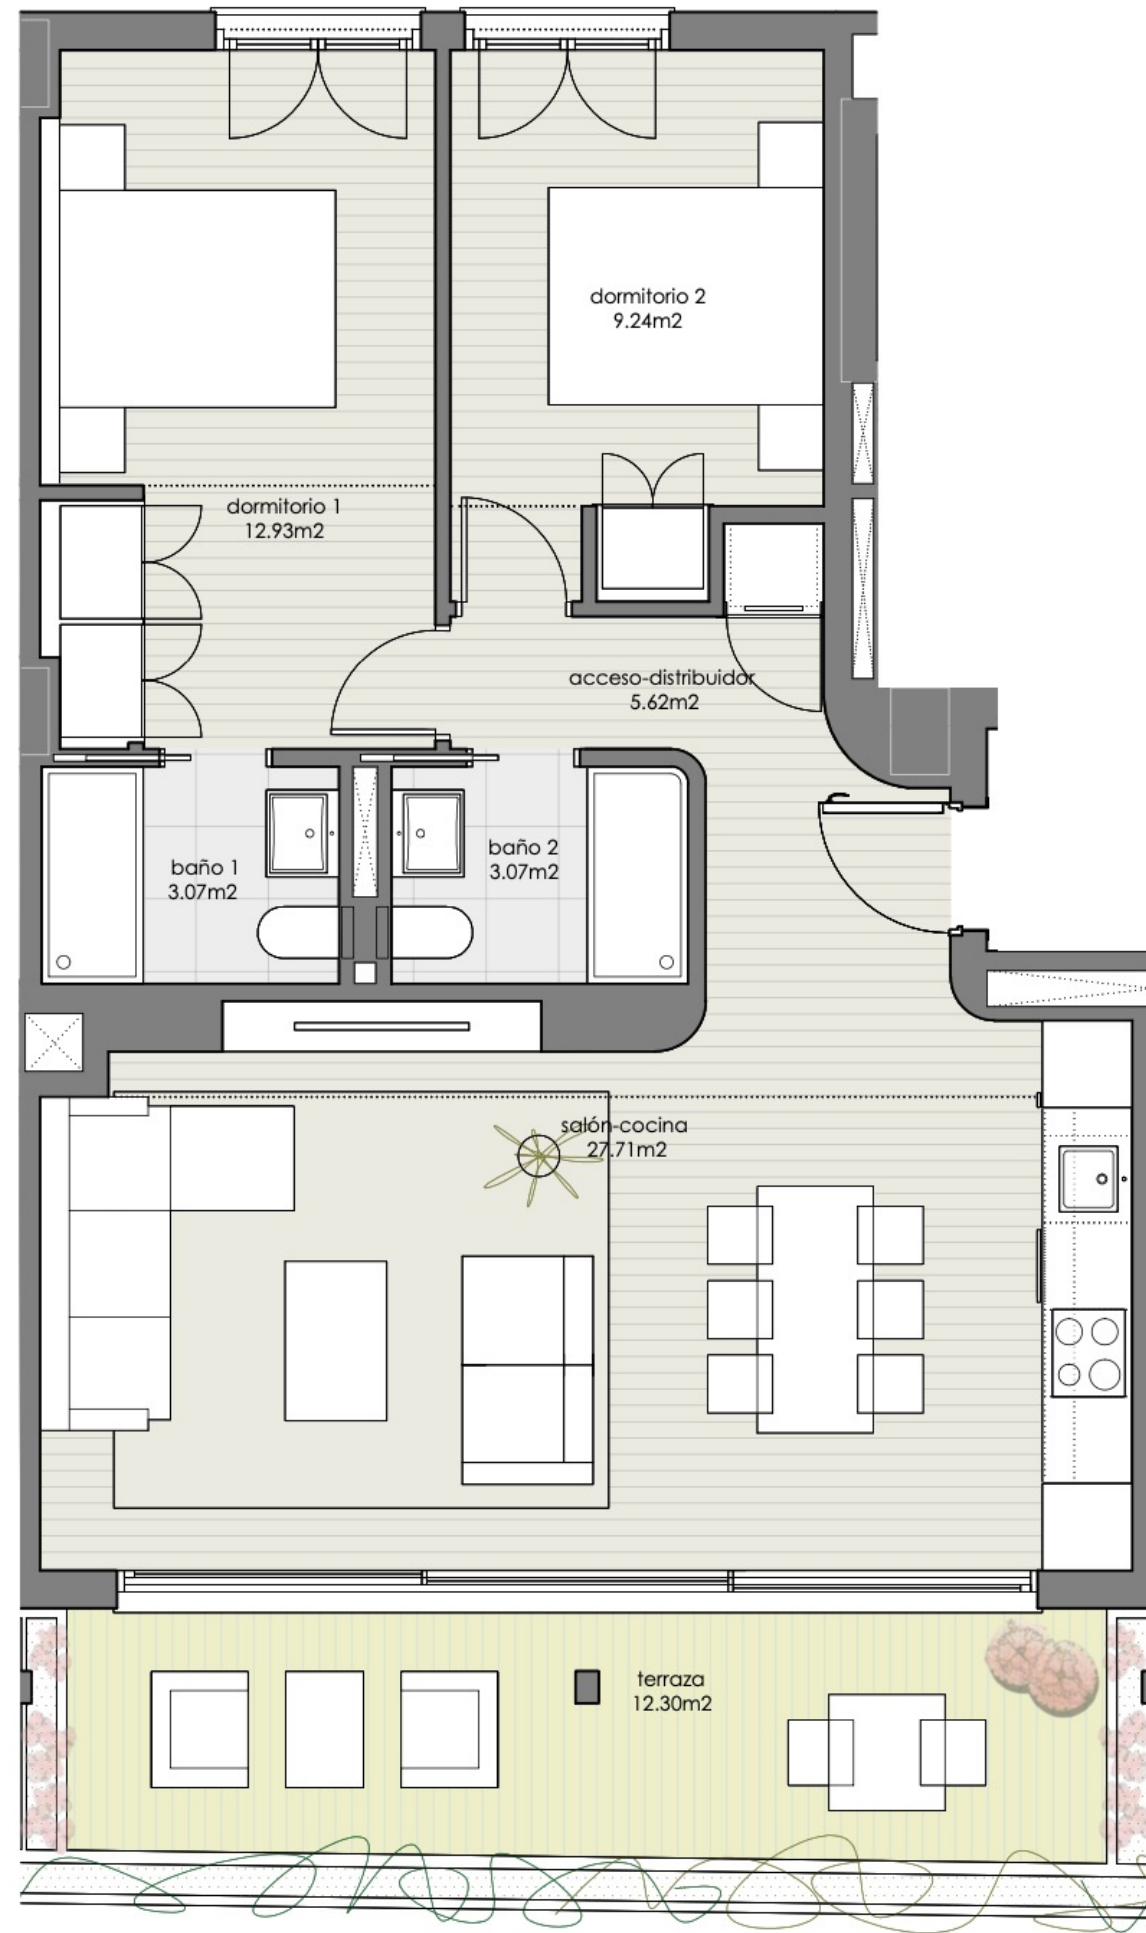 dormitorio 2
9.24m2
dormitorio 1
12.93m2
acceso-distribuidor
5.62m2
baño 1
3.07m2
baño 2
3.07m2
salón-cocina
27.71m2
terraza
12.30m2